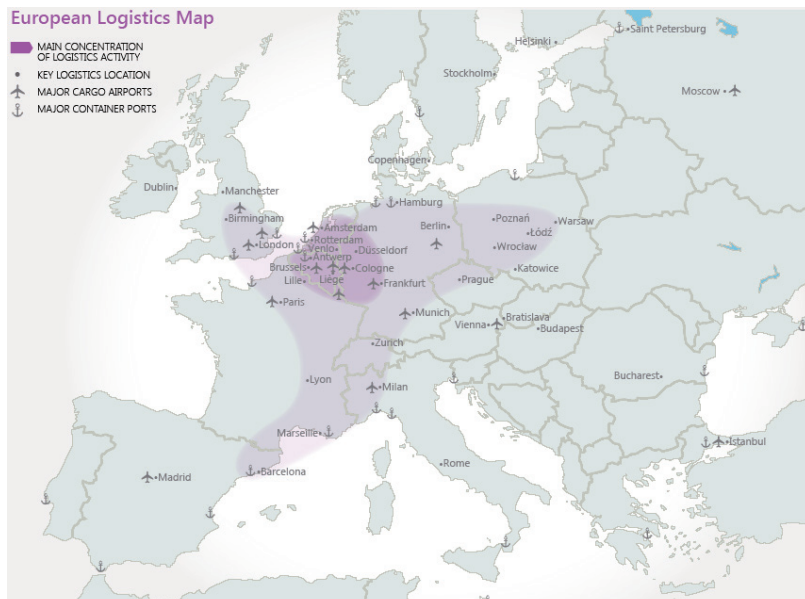 European Logistics Map
MAIN CONCENTRATION
OF LOGISTICS ACTIVITY
KEY LOGISTICS LOCATION
MAJOR CARGO AIRPORTS
MAJOR CONTAINER PORTS
Helsinki
Saint Petersburg
Stockholm
Moscow
Copenhagen
Dublin
Manchester
Hamburg
Birmingham
Amsterdam
Berlin
Poznań
Warsaw
Łódź
London
Rotterdam
Venlo
Düsseldorf
Wrocław
Antwerp
Brussels
Cologne
Katowice
Lille
Liège
Frankfurt
Prague
Paris
Munich
Vienna
Bratislava
Budapest
Zurich
Lyon
Milan
Bucharest
Marseille
Istanbul
Barcelona
Madrid
Rome